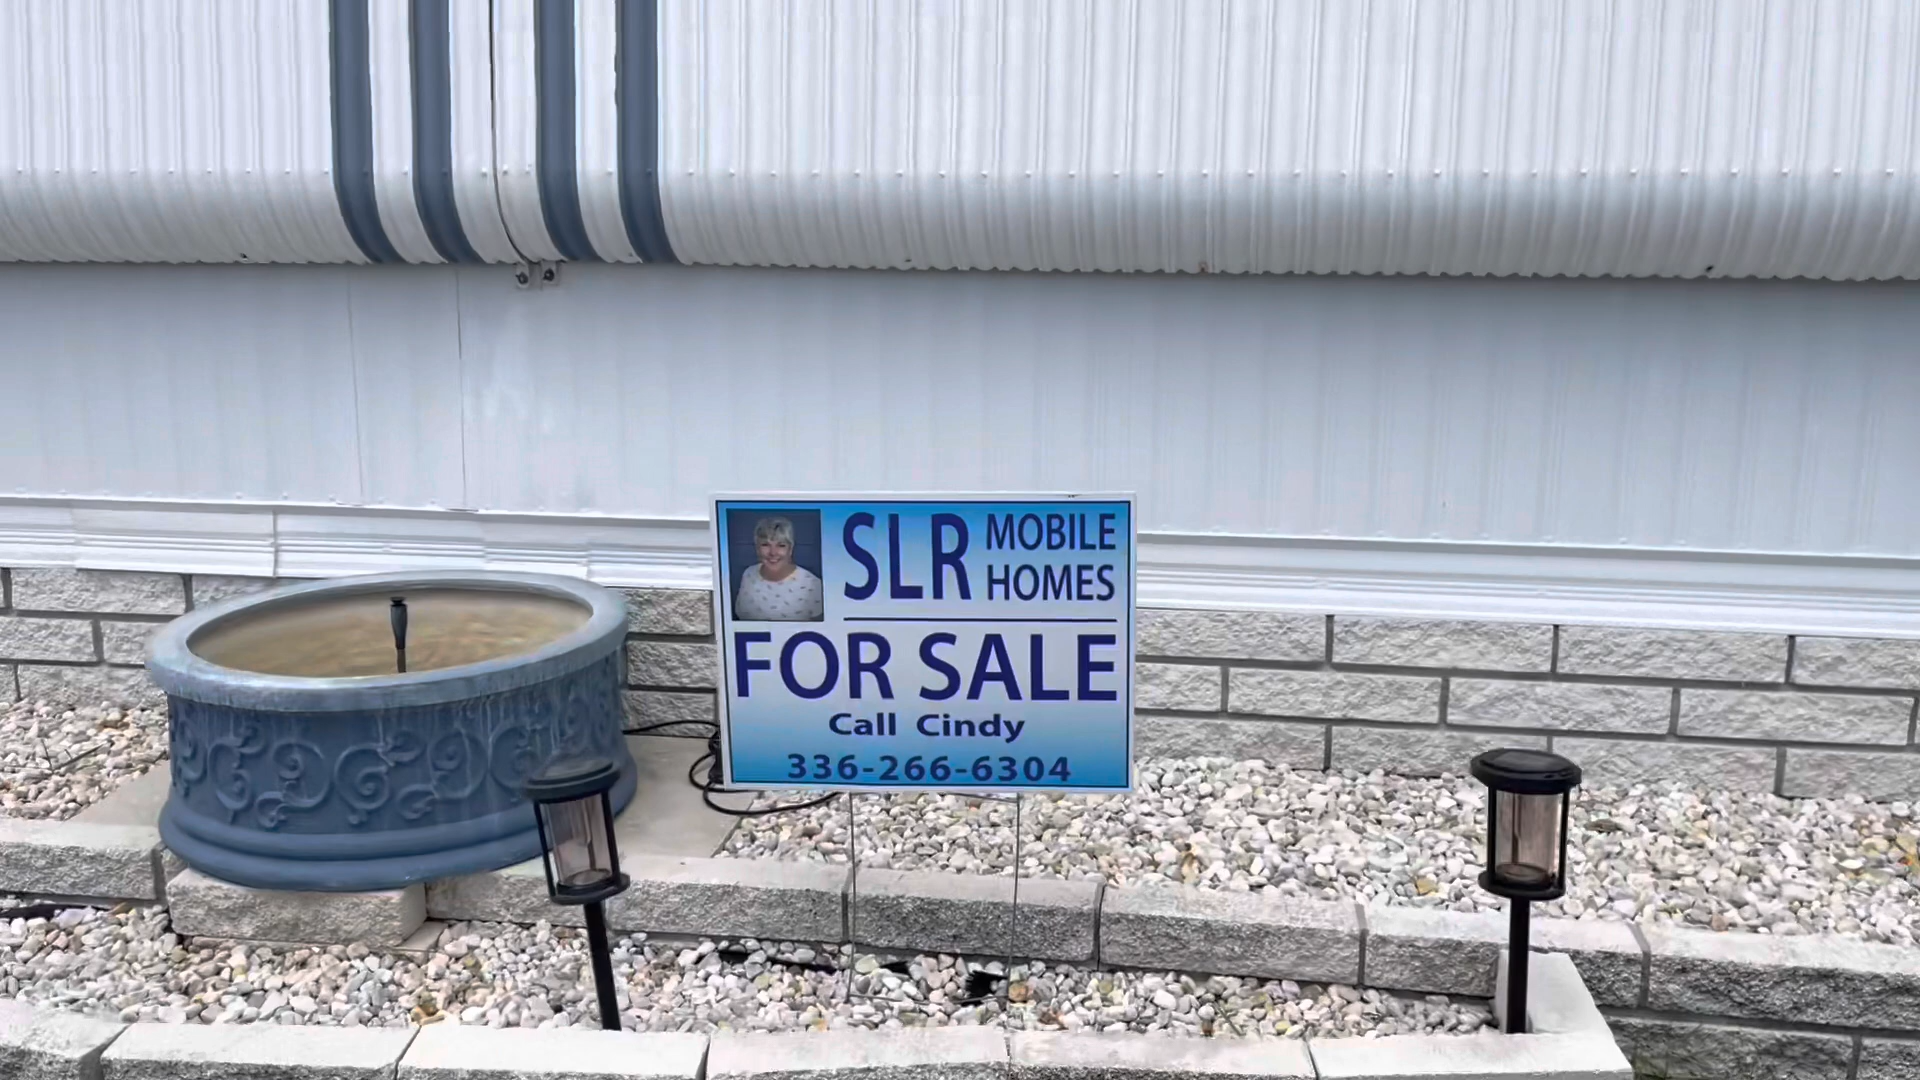 SLR MOBILE
HOMES
FOR SALE
Call Cindy
336-266-6304